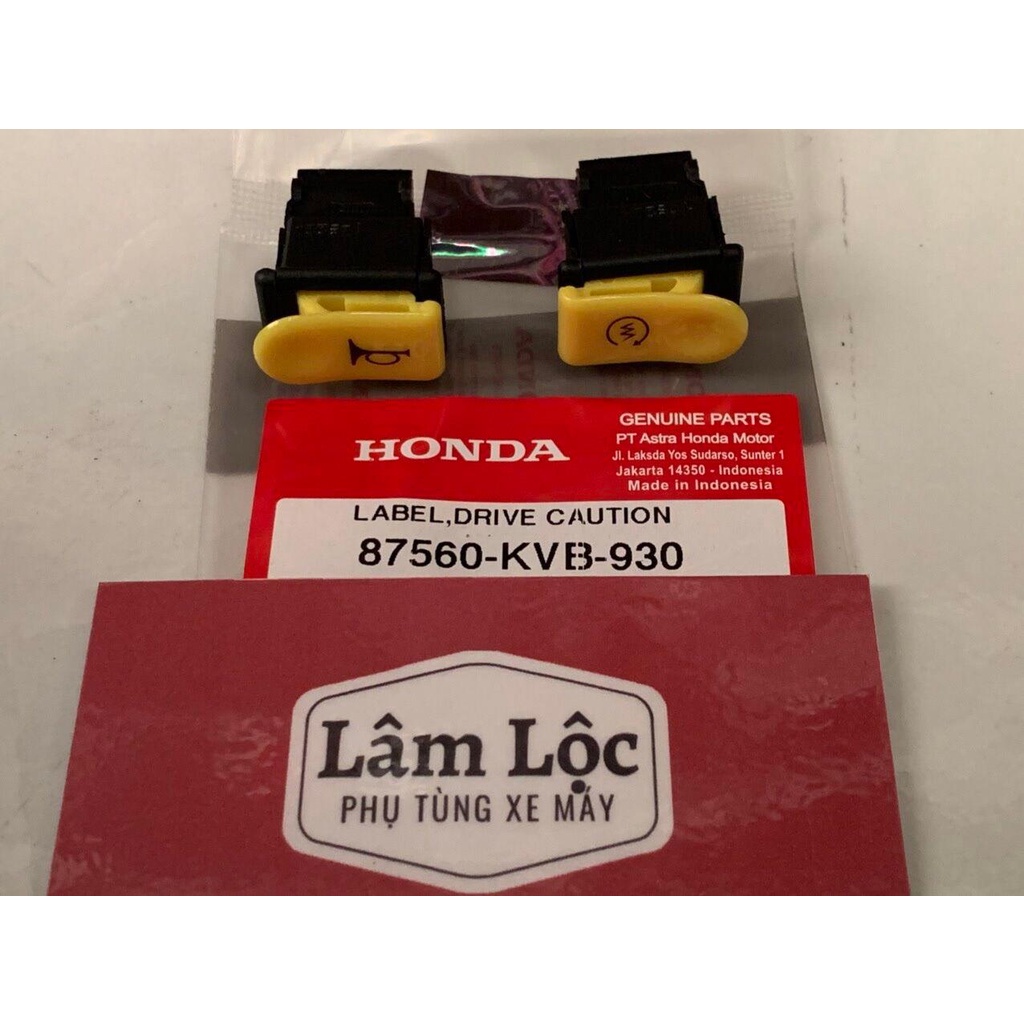 HONDA
GENUINE PARTS
PT Astra Honda Motor
Jl. Laksda Yos Sudarso, Sunter 1
Jakarta 14350 - Indonesia
Made in Indonesia
LABEL,DRIVE CAUTION
87560-KVB-930
Lâm Lộc
PHỤ TÙNG XE MÁY